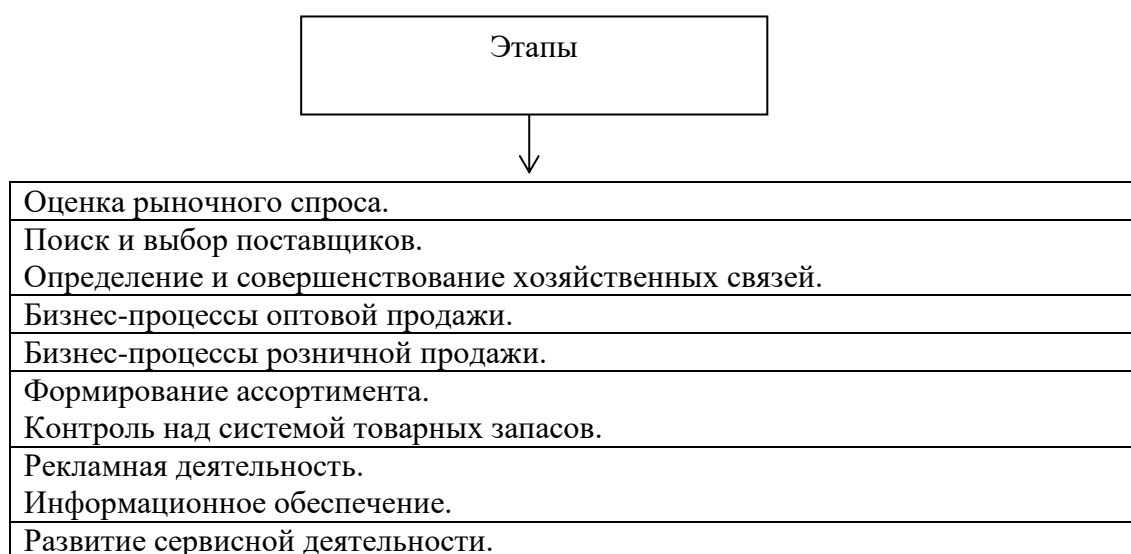 Этапы
Оценка рыночного спроса.
Поиск и выбор поставщиков.
Определение и совершенствование хозяйственных связей.
Бизнес-процессы оптовой продажи.
Бизнес-процессы розничной продажи.
Формирование ассортимента.
Контроль над системой товарных запасов.
Рекламная деятельность.
Информационное обеспечение.
Развитие сервисной деятельности.